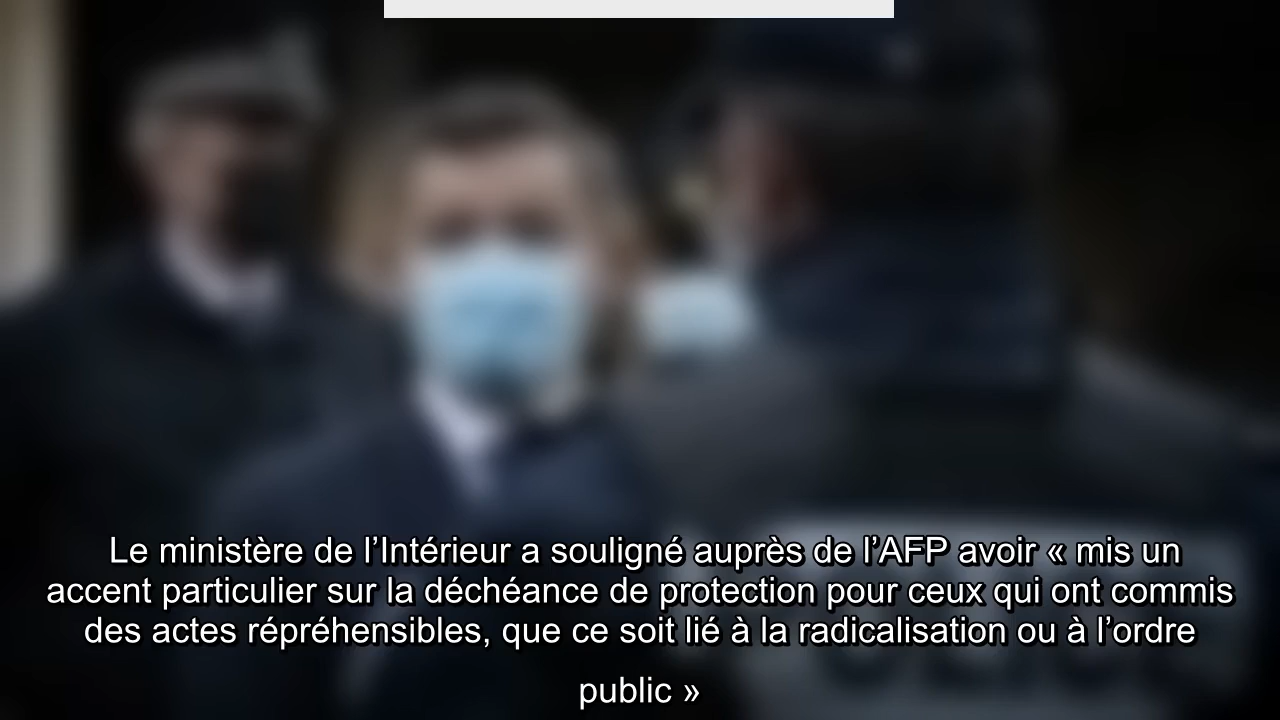 Le ministère de l’Intérieur a souligné auprès de l’AFP avoir « mis un
accent particulier sur la déchéance de protection pour ceux qui ont commis
des actes répréhensibles, que ce soit lié à la radicalisation ou à l’ordre
public »